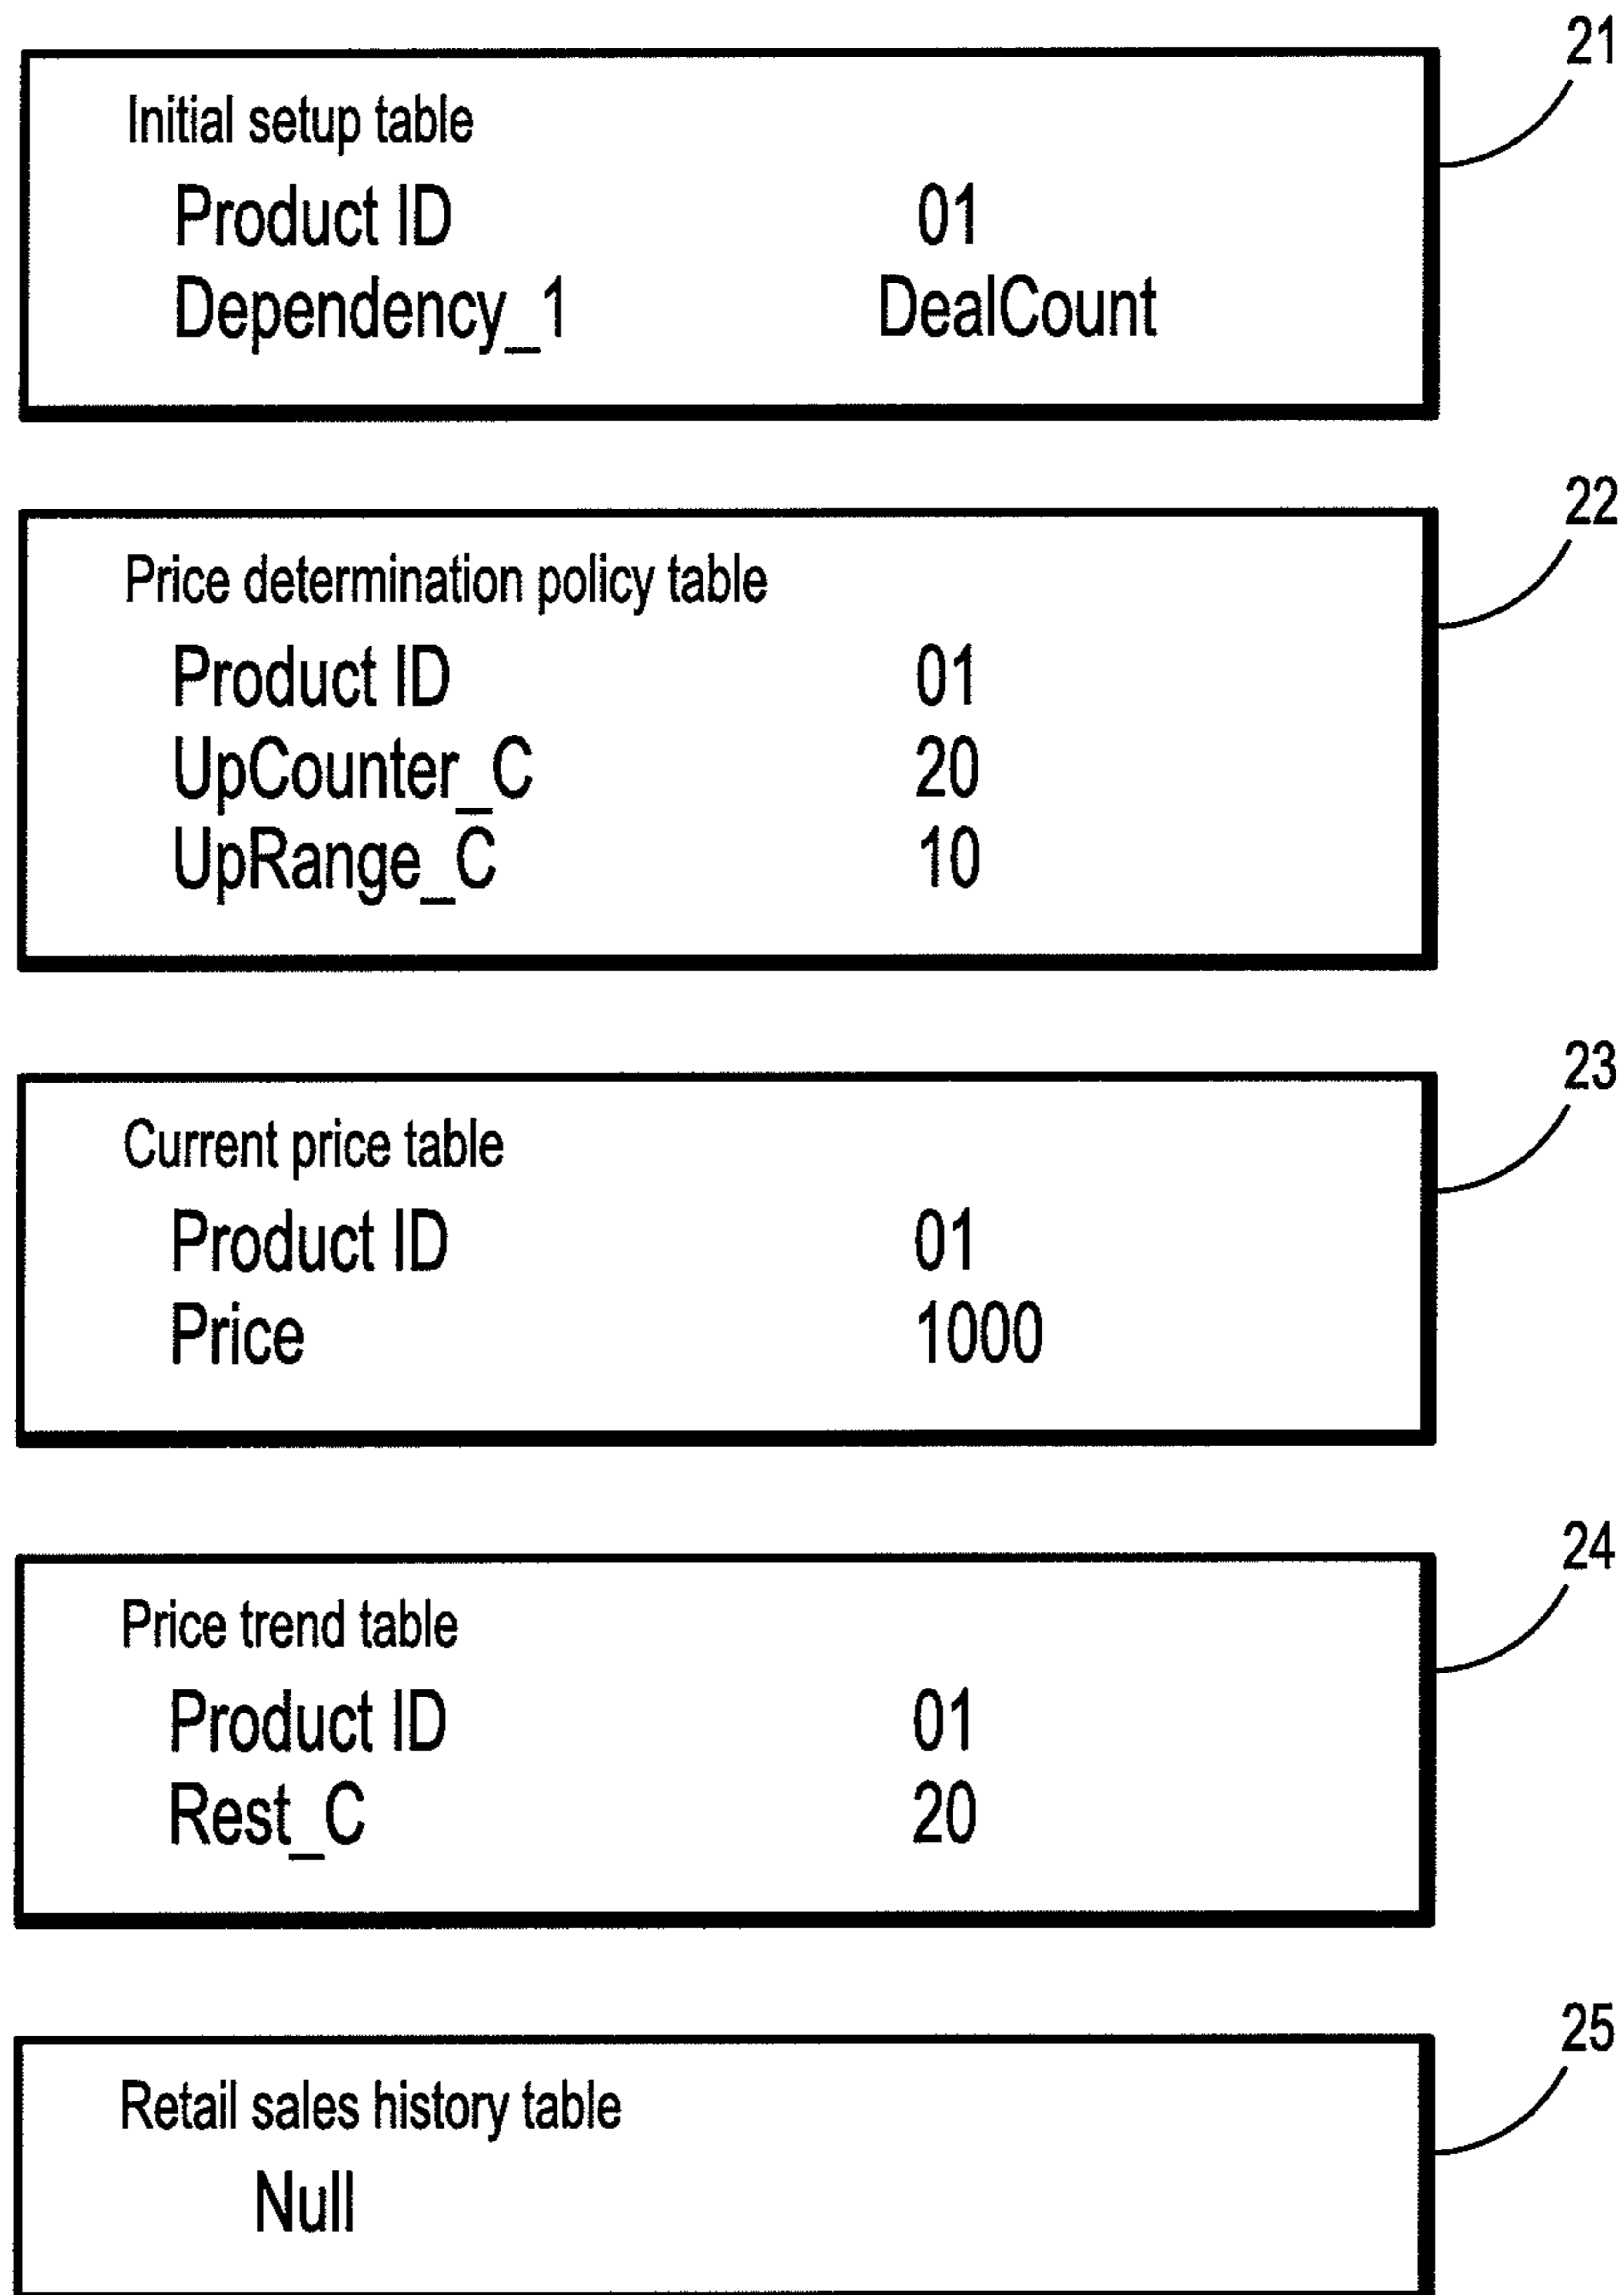 21
Initial setup table
Product ID 01
Dependency_1 DealCount
22
Price determination policy table
Product ID 01
UpCounter_C 20
UpRange_C 10
23
Current price table
Product ID 01
Price 1000
24
Price trend table
Product ID 01
Rest_C 20
25
Retail sales history table
Null